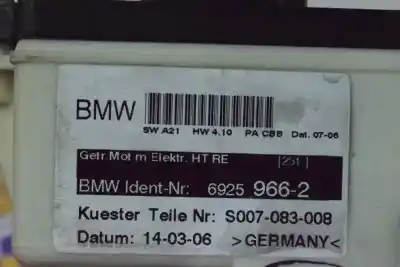 BMW
SW A21 HW 4.10 PA CBB Dat. 07-06
Getr.Mot m Elektr. HT RE [251]
BMW Ident-Nr: 6925 966-2
Kuester Teile Nr: S007-083-008
Datum: 14-03-06 >GERMANY<